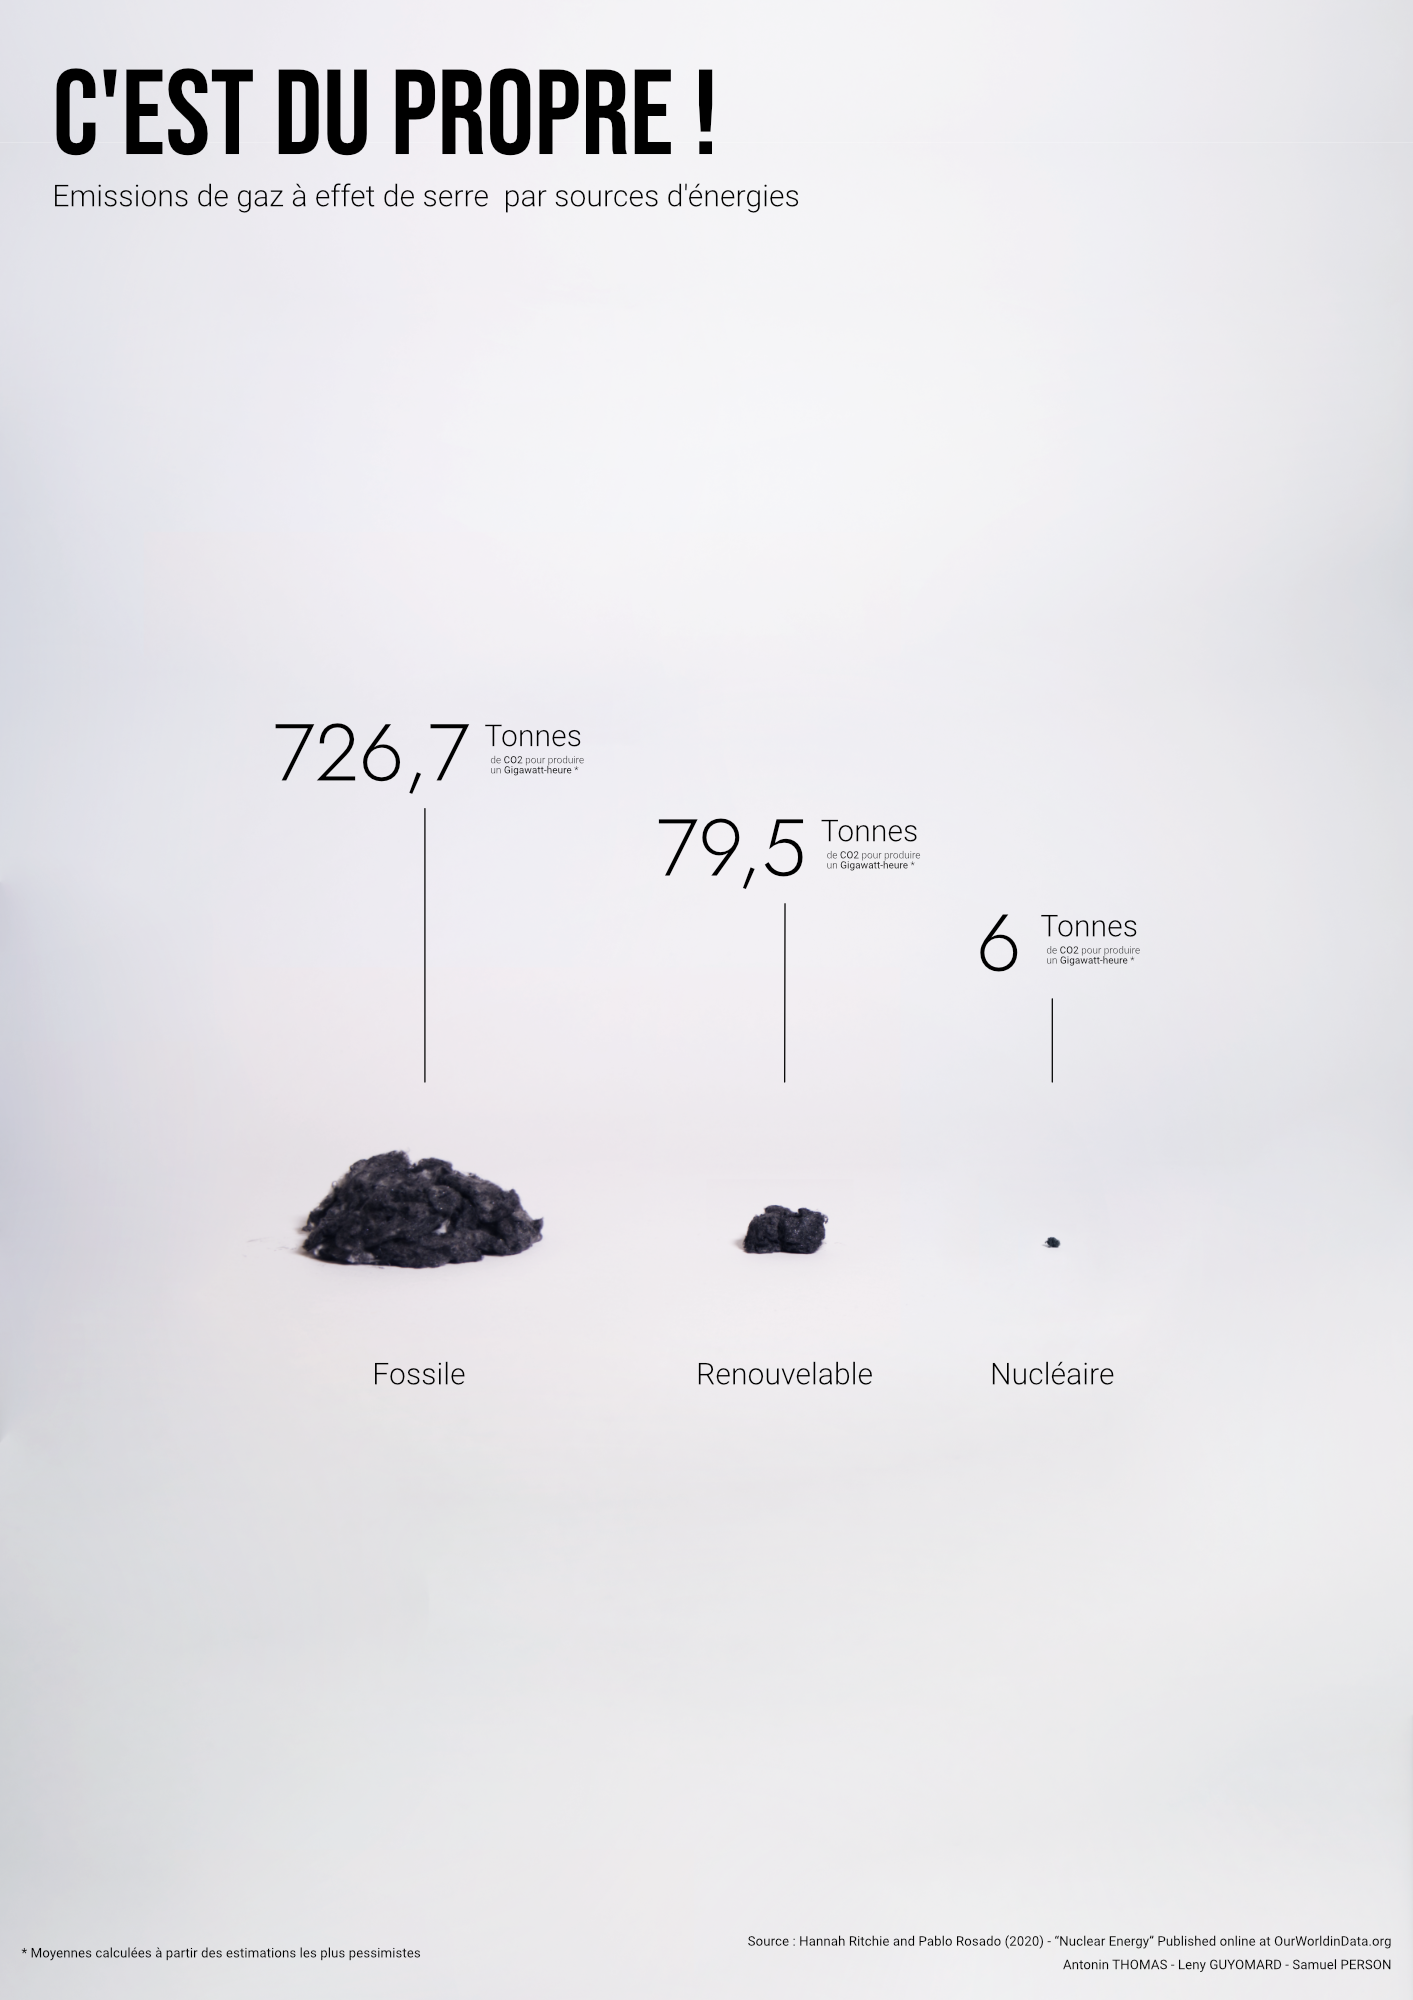 C'EST DU PROPRE !
Emissions de gaz à effet de serre  par sources d'énergies
726,7 Tonnes
de CO2 pour produire
un Gigawatt-heure *
79,5 Tonnes
de CO2 pour produire
un Gigawatt-heure *
6 Tonnes
de CO2 pour produire
un Gigawatt-heure *
Fossile
Renouvelable
Nucléaire
* Moyennes calculées à partir des estimations les plus pessimistes
Source : Hannah Ritchie and Pablo Rosado (2020) - “Nuclear Energy” Published online at OurWorldinData.org
Antonin THOMAS - Leny GUYOMARD - Samuel PERSON